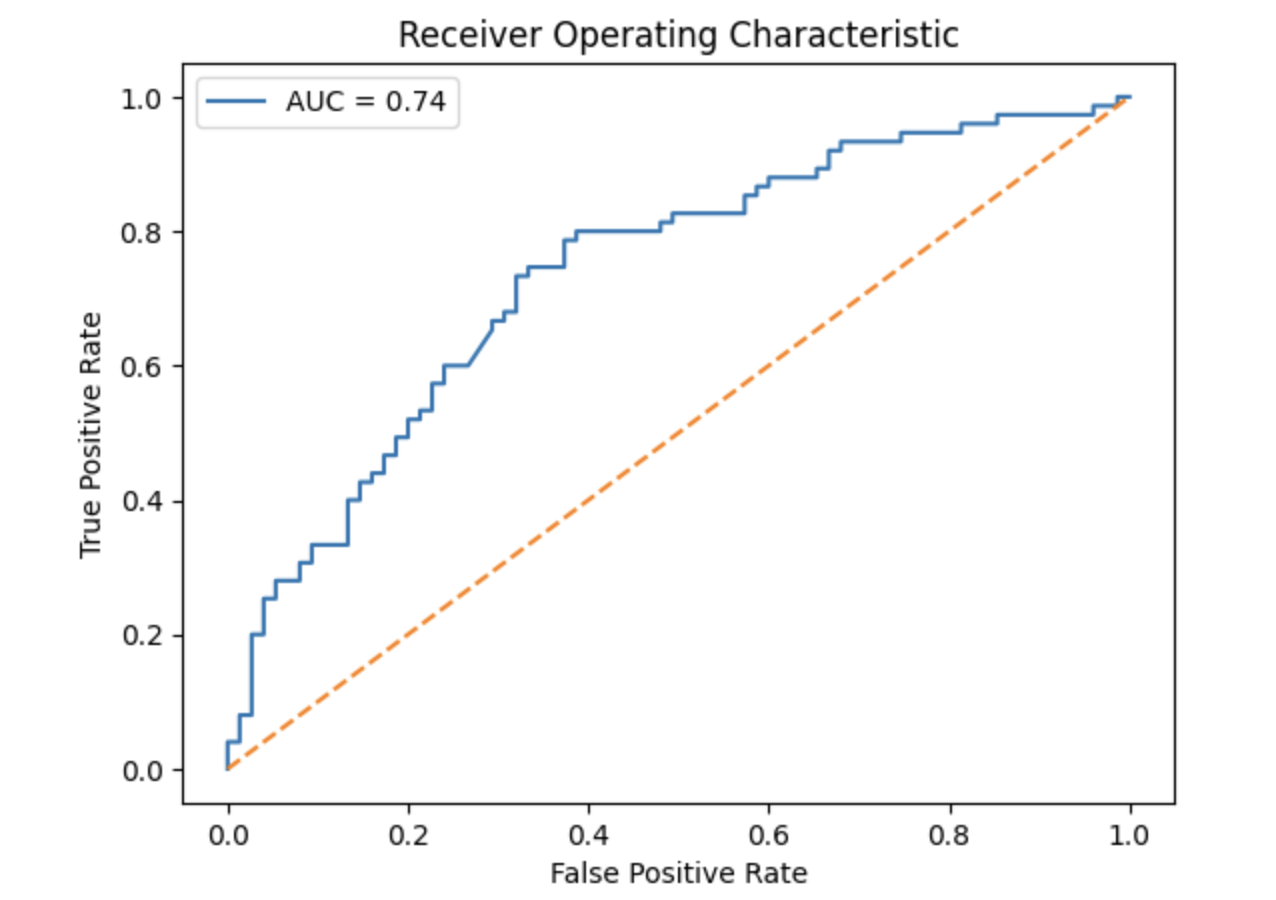 Receiver Operating Characteristic
AUC = 0.74
True Positive Rate
1.0
0.8
0.6
0.4
0.2
0.0
0.0 0.2 0.4 0.6 0.8 1.0
False Positive Rate